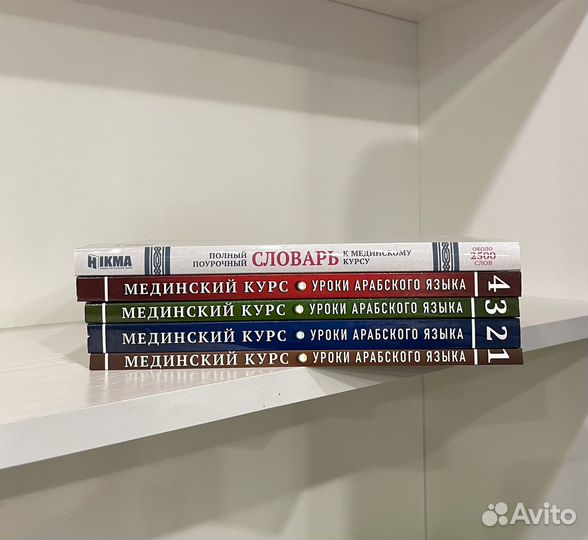 HIKMA
ПОЛНЫЙ
ПОУРОЧНЫЙ
СЛОВАРЬ
К МЕДИНСКОМУ
КУРСУ
ОКОЛО
2500
СЛОВ
МЕДИНСКИЙ КУРС • УРОКИ АРАБСКОГО ЯЗЫКА 4
МЕДИНСКИЙ КУРС • УРОКИ АРАБСКОГО ЯЗЫКА 3
МЕДИНСКИЙ КУРС • УРОКИ АРАБСКОГО ЯЗЫКА 2
МЕДИНСКИЙ КУРС • УРОКИ АРАБСКОГО ЯЗЫКА 1
Avito